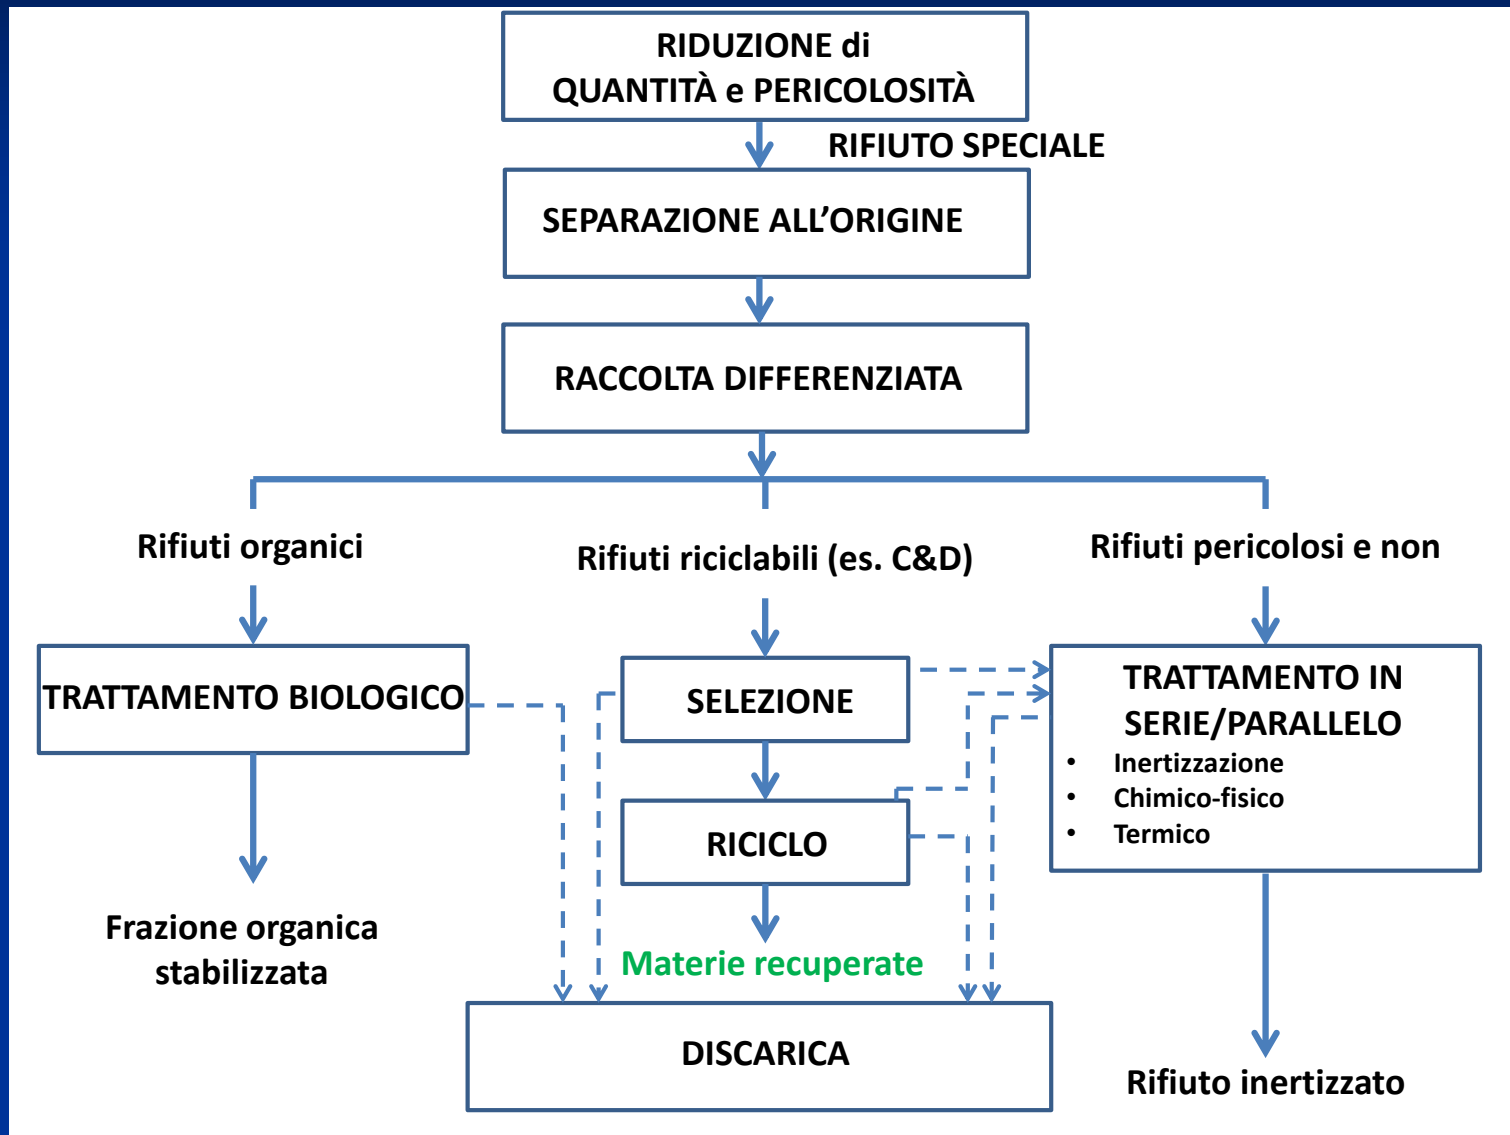 RIDUZIONE di
QUANTITÀ e PERICOLOSITÀ
RIFIUTO SPECIALE
SEPARAZIONE ALL’ORIGINE
RACCOLTA DIFFERENZIATA
Rifiuti organici
Rifiuti riciclabili (es. C&D)
Rifiuti pericolosi e non
TRATTAMENTO BIOLOGICO
SELEZIONE
TRATTAMENTO IN
SERIE/PARALLELO
• Inertizzazione
• Chimico-fisico
• Termico
RICICLO
Frazione organica
stabilizzata
Materie recuperate
DISCARICA
Rifiuto inertizzato